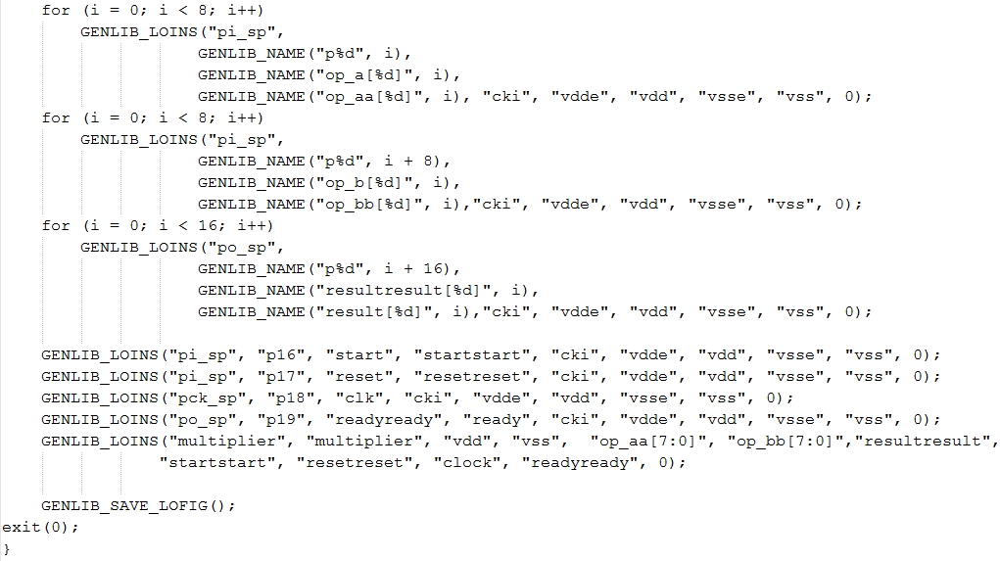 for (i = 0; i < 8; i++)
GENLIB_LOINS("pi_sp",
GENLIB_NAME("p%d", i),
GENLIB_NAME("op_a[%d]", i),
GENLIB_NAME("op_aa[%d]", i), "cki", "vdde", "vdd", "vsse", "vss", 0);
for (i = 0; i < 8; i++)
GENLIB_LOINS("pi_sp",
GENLIB_NAME("p%d", i + 8),
GENLIB_NAME("op_b[%d]", i),
GENLIB_NAME("op_bb[%d]", i),"cki", "vdde", "vdd", "vsse", "vss", 0);
for (i = 0; i < 16; i++)
GENLIB_LOINS("po_sp",
GENLIB_NAME("p%d", i + 16),
GENLIB_NAME("resultresult[%d]", i),
GENLIB_NAME("result[%d]", i),"cki", "vdde", "vdd", "vsse", "vss", 0);
GENLIB_LOINS("pi_sp", "p16", "start", "startstart", "cki", "vdde", "vdd", "vsse", "vss", 0);
GENLIB_LOINS("pi_sp", "p17", "reset", "resetreset", "cki", "vdde", "vdd", "vsse", "vss", 0);
GENLIB_LOINS("pck_sp", "p18", "clk", "cki", "vdde", "vdd", "vsse", "vss", 0);
GENLIB_LOINS("po_sp", "p19", "readyready", "ready", "cki", "vdde", "vdd", "vsse", "vss", 0);
GENLIB_LOINS("multiplier", "multiplier", "vdd", "vss",  "op_aa[7:0]", "op_bb[7:0]","resultresult",
"startstart", "resetreset", "clock", "readyready", 0);
GENLIB_SAVE_LOFIG();
exit(0);
}